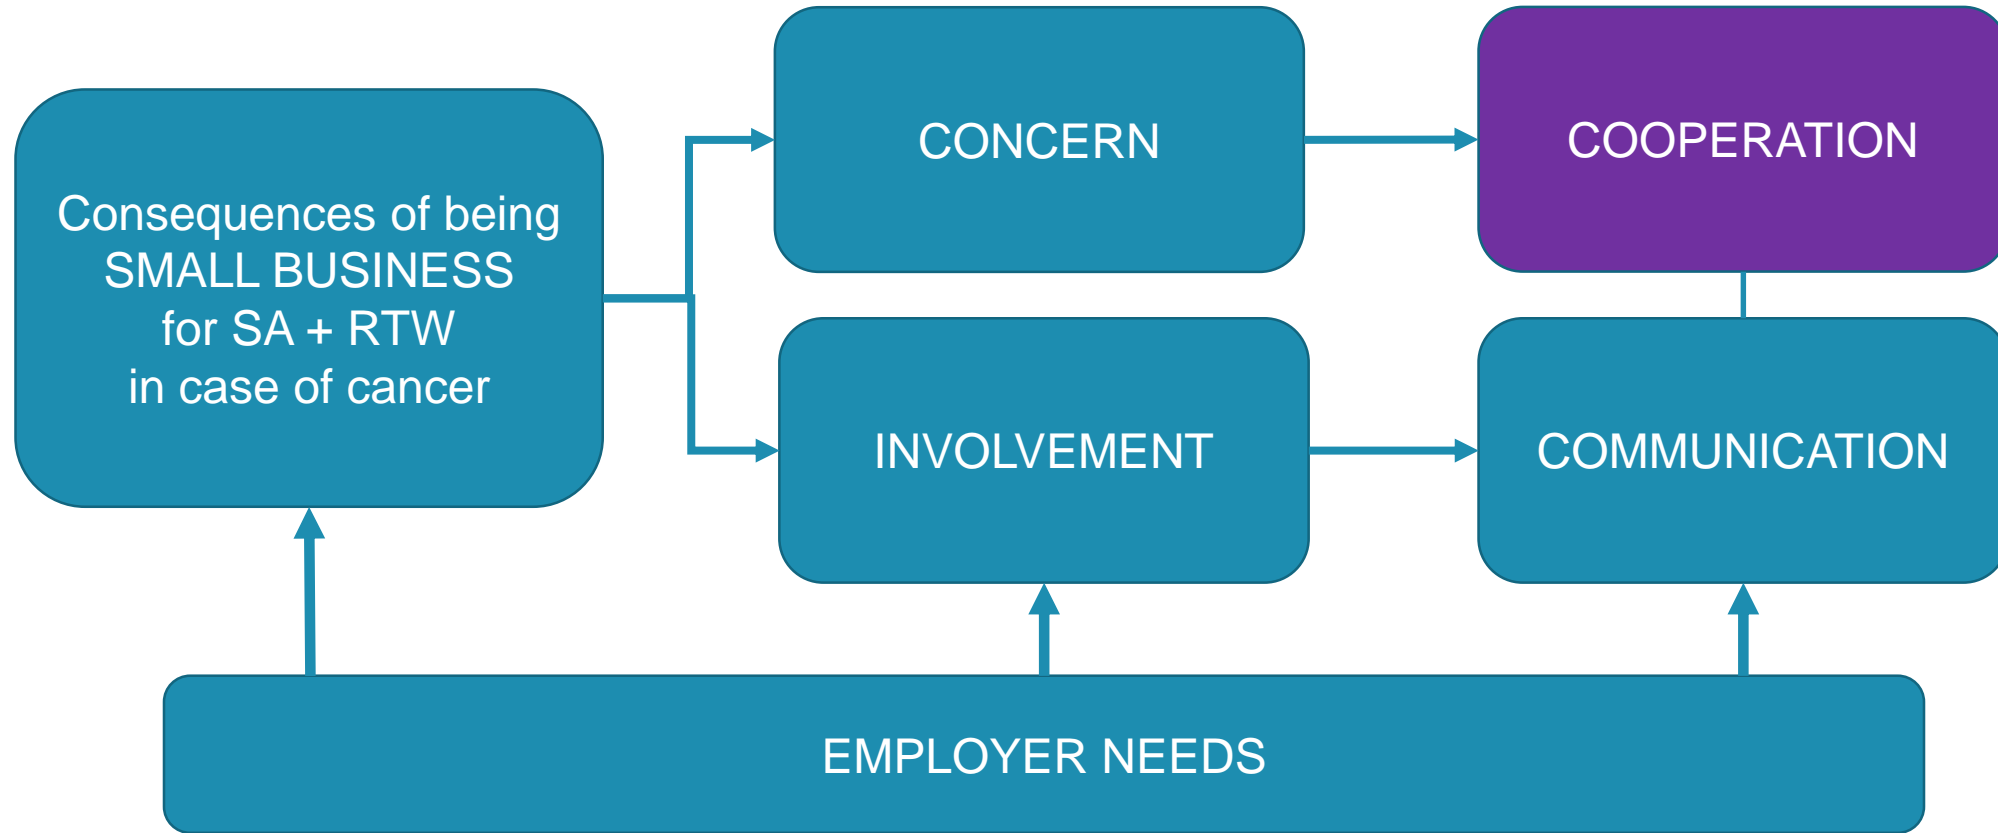 Consequences of being
SMALL BUSINESS
for SA + RTW
in case of cancer
CONCERN
COOPERATION
INVOLVEMENT
COMMUNICATION
EMPLOYER NEEDS